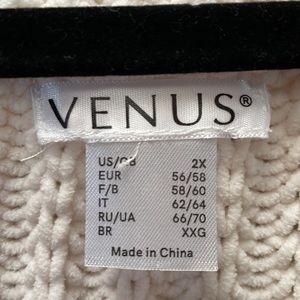 VENUS®
US/GB 2X
EUR 56/58
F/B 58/60
IT 62/64
RU/UA 66/70
BR XXG
Made in China